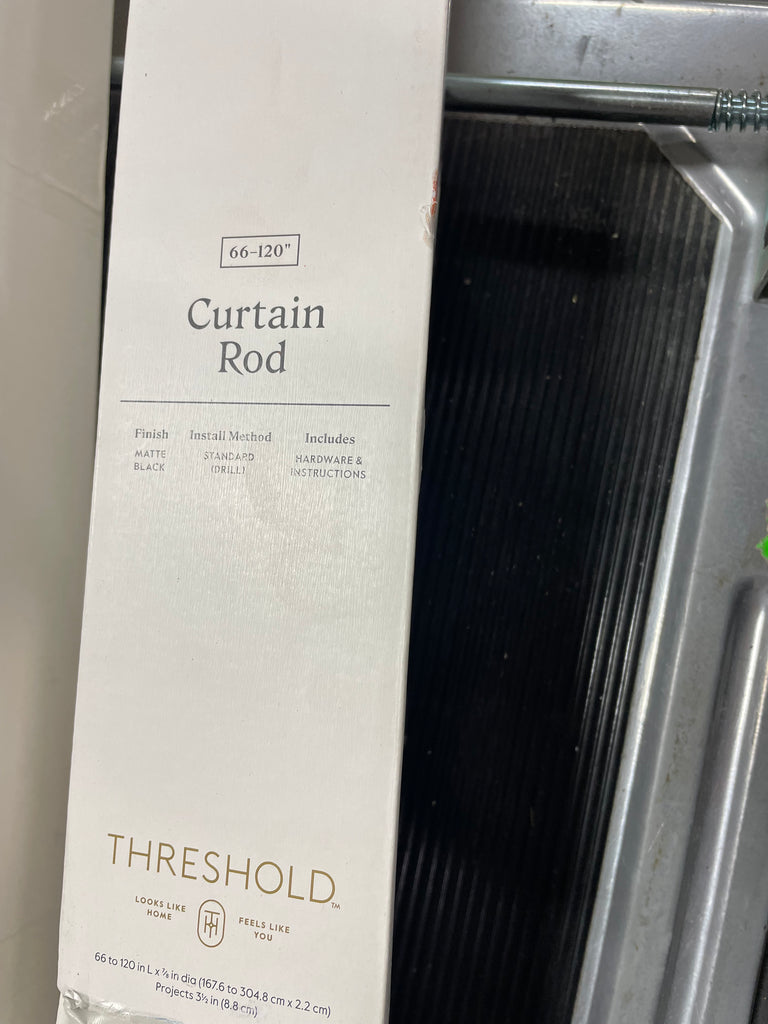 66-120"
Curtain
Rod
Finish
MATTE
BLACK
Install Method
STANDARD
(DRILL)
Includes
HARDWARE &
INSTRUCTIONS
THRESHOLD™
LOOKS LIKE
HOME
FEELS LIKE
YOU
66 to 120 in L x ⅞ in dia (167.6 to 304.8 cm x 2.2 cm)
Projects 3½ in (8.8 cm)